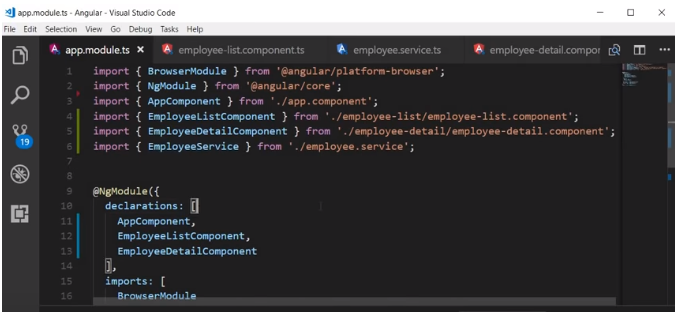 app.module.ts - Angular - Visual Studio Code
File Edit Selection View Go Debug Tasks Help
app.module.ts × employee-list.component.ts employee.service.ts employee-detail.compor
1 import { BrowserModule } from '@angular/platform-browser';
2 import { NgModule } from '@angular/core';
3 import { AppComponent } from './app.component';
4 import { EmployeeListComponent } from './employee-list/employee-list.component';
5 import { EmployeeDetailComponent } from './employee-detail/employee-detail.component';
6 import { EmployeeService } from './employee.service';
7
8
9 @NgModule({
10 declarations: [
11 AppComponent,
12 EmployeeListComponent,
13 EmployeeDetailComponent
14 ],
15 imports: [
16 BrowserModule
19